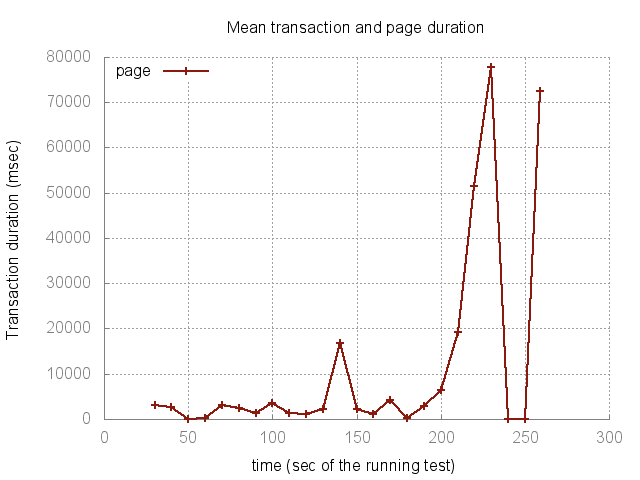 Mean transaction and page duration
80000
page
70000
60000
50000
40000
30000
20000
10000
0
0 50 100 150 200 250 300
Transaction duration (msec)
time (sec of the running test)